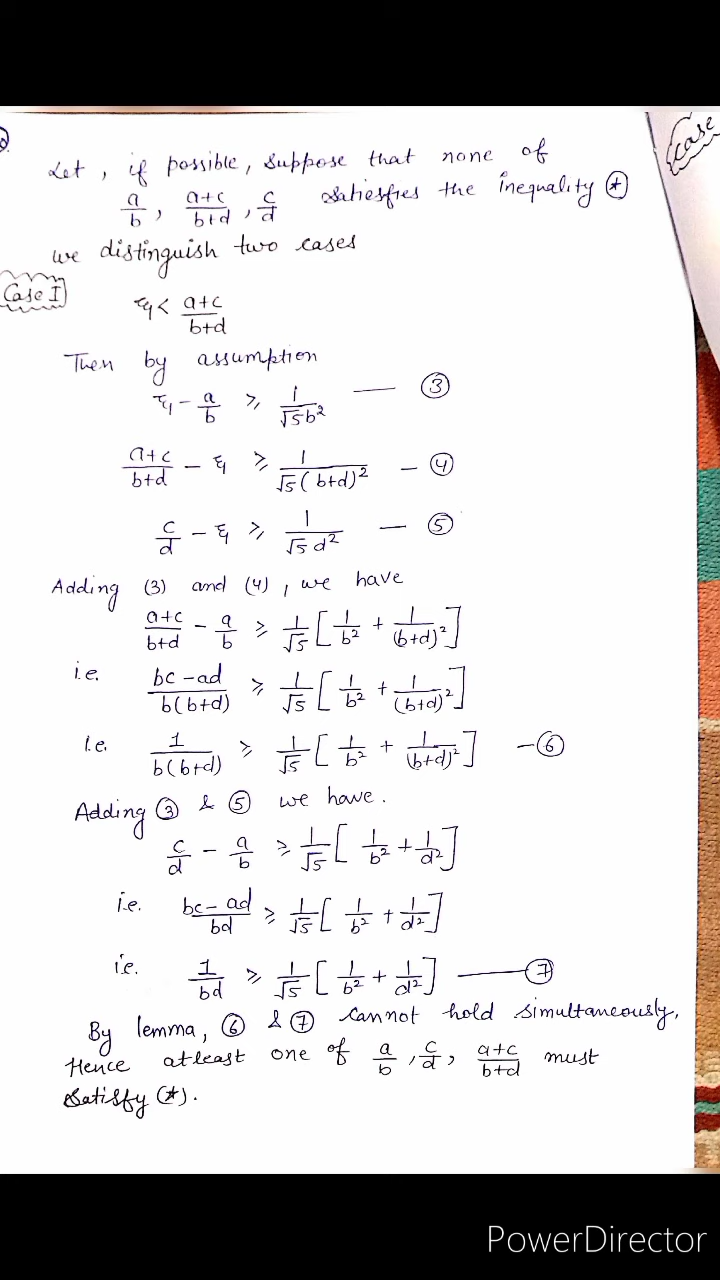 case
Let, if possible, suppose that none of
a/b, (a+c)/(b+d), c/d satiesfies the inequality (*)
we distinguish two cases
Case I ξ < (a+c)/(b+d)
Then by assumption
ξ - a/b ≥ 1/(√5 b²) — (3)
(a+c)/(b+d) - ξ ≥ 1/(√5(b+d)²) - (4)
c/d - ξ ≥ 1/(√5 d²) — (5)
Adding (3) and (4), we have
(a+c)/(b+d) - a/b ≥ 1/√5 [1/b² + 1/(b+d)²]
i.e. (bc-ad)/(b(b+d)) ≥ 1/√5 [1/b² + 1/(b+d)²]
i.e. 1/(b(b+d)) ≥ 1/√5 [1/b² + 1/(b+d)²] - (6)
Adding (3) & (5) we have.
c/d - a/b ≥ 1/√5 [1/b² + 1/d²]
i.e. (bc-ad)/bd ≥ 1/√5 [1/b² + 1/d²]
i.e. 1/bd ≥ 1/√5 [1/b² + 1/d²] — (7)
By lemma, (6) & (7) cannot hold simultaneously.
Hence atleast one of a/b, c/d, (a+c)/(b+d) must
satisfy (*).
PowerDirector